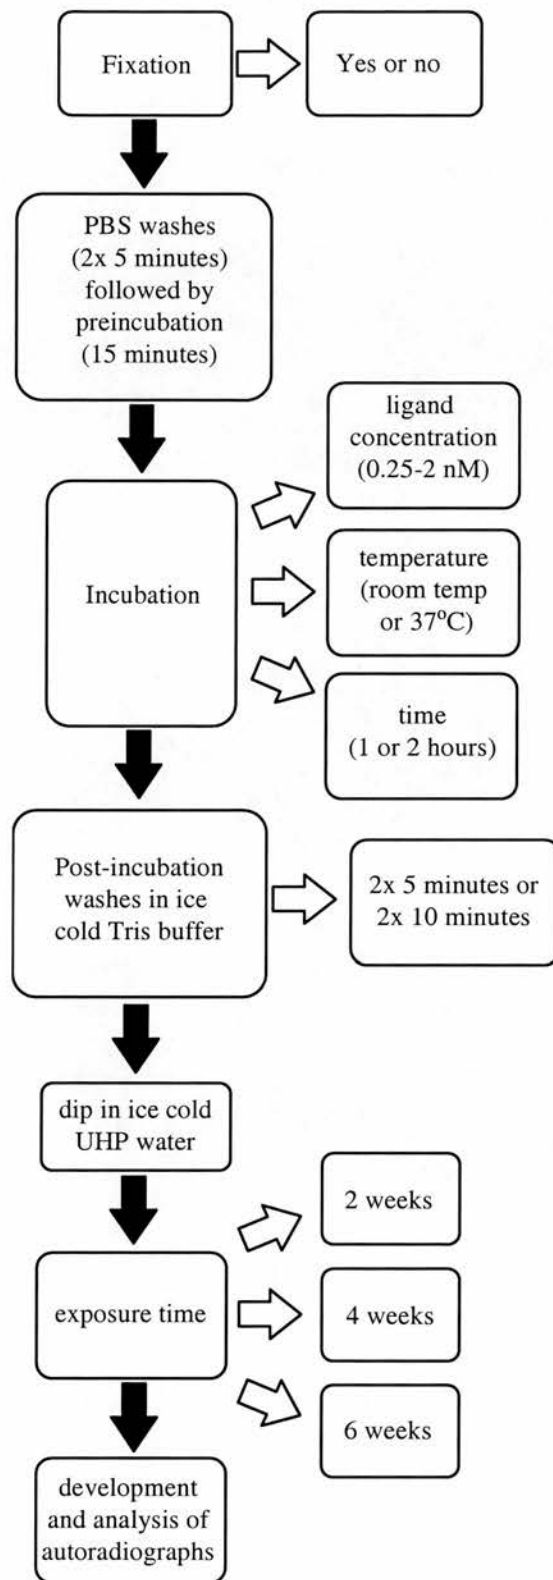 Fixation
Yes or no
PBS washes
(2x 5 minutes)
followed by
preincubation
(15 minutes)
Incubation
ligand
concentration
(0.25-2 nM)
temperature
(room temp
or 37°C)
time
(1 or 2 hours)
Post-incubation
washes in ice
cold Tris buffer
2x 5 minutes or
2x 10 minutes
dip in ice cold
UHP water
exposure time
2 weeks
4 weeks
6 weeks
development
and analysis of
autoradiographs